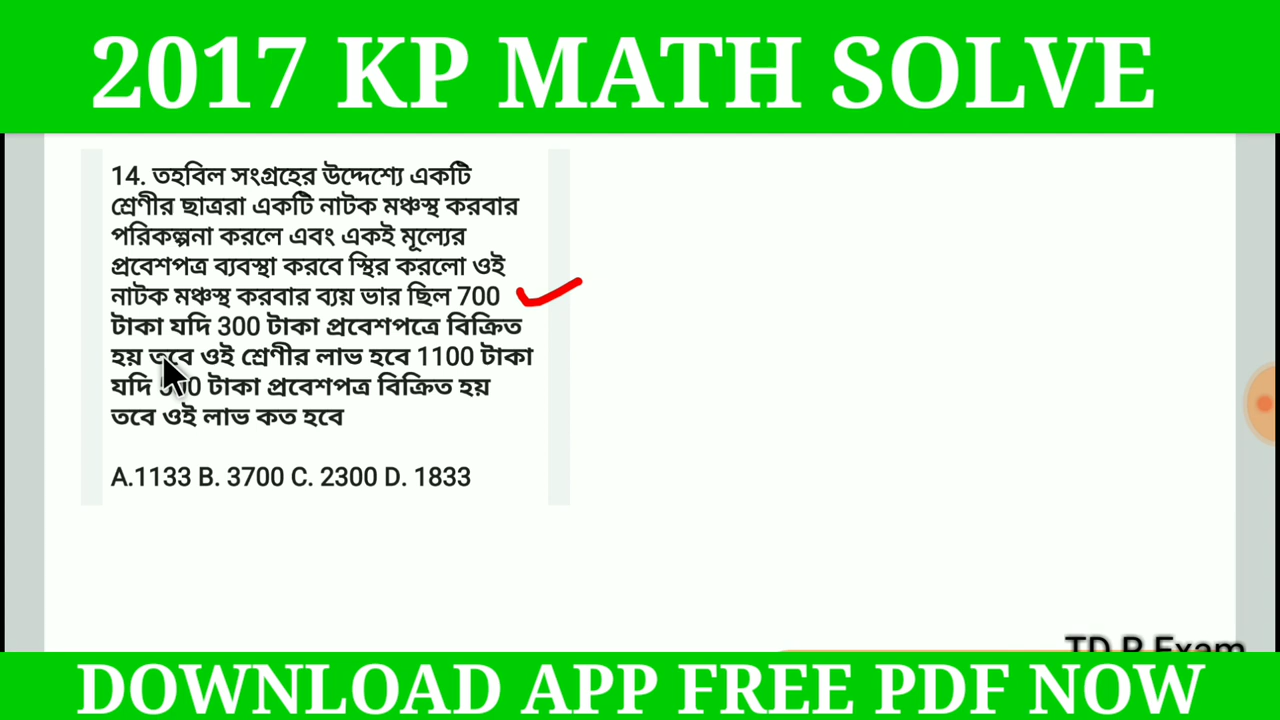 2017 KP MATH SOLVE
14. তহবিল সংগ্রহের উদ্দেশ্যে একটি
শ্রেণীর ছাত্ররা একটি নাটক মঞ্চস্থ করবার
পরিকল্পনা করলে এবং একই মূল্যের
প্রবেশপত্র ব্যবস্থা করবে স্থির করলো ওই
নাটক মঞ্চস্থ করবার ব্যয় ভার ছিল 700
টাকা যদি 300 টাকা প্রবেশপত্রে বিক্রিত
হয় তবে ওই শ্রেণীর লাভ হবে 1100 টাকা
যদি টাকা প্রবেশপত্র বিক্রিত হয়
তবে ওই লাভ কত হবে
A.1133 B. 3700 C. 2300 D. 1833
TD R Exam
DOWNLOAD APP FREE PDF NOW